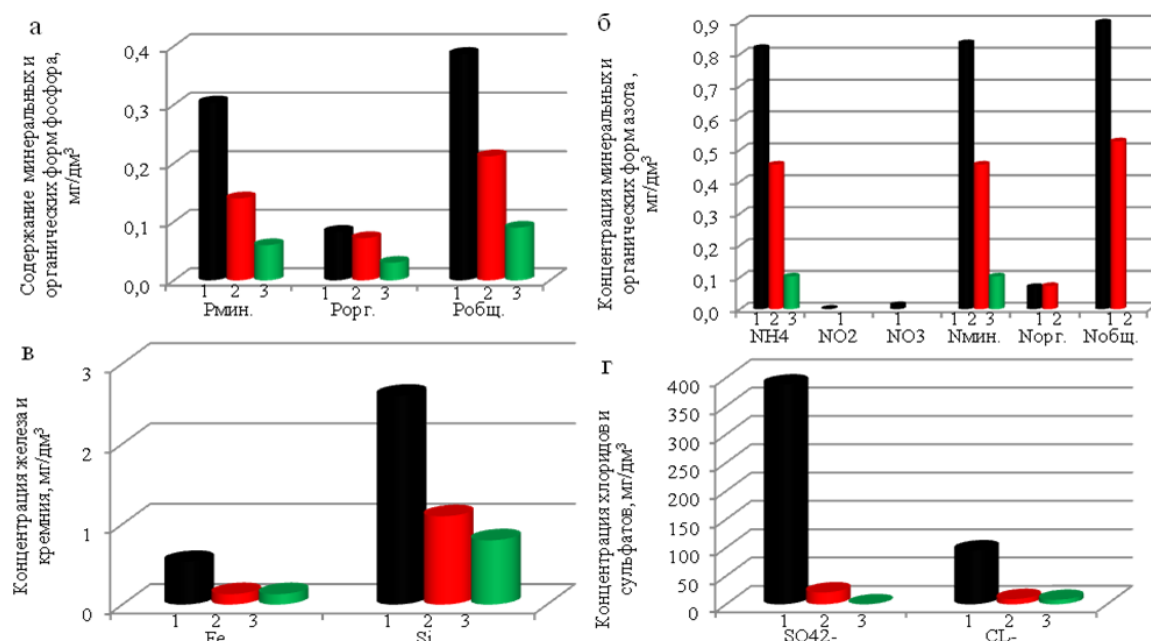 а
Содержание минеральных и
органических форм фосфора,
мг/дм³
0,4
0,3
0,2
0,1
0,0
1 2 3 1 2 3 1 2 3
Рмин. Рорг. Робщ.
б
Концентрация минеральных и
органических форм азота ,
мг/дм³
0,9
0,8
0,7
0,6
0,5
0,4
0,3
0,2
0,1
0,0
1 2 3 1 1 1 2 3 1 2 1 2
NH4 NO2 NO3 Nмин. Nорг. Nобщ.
в
Концентрация железа и
кремния, мг/дм³
3
2
1
0
1 2 3 1 2 3
Fe Si
г
Концентрация хлоридов и
сульфатов, мг/дм³
400
350
300
250
200
150
100
50
0
1 2 3 1 2 3
SO42- CL-